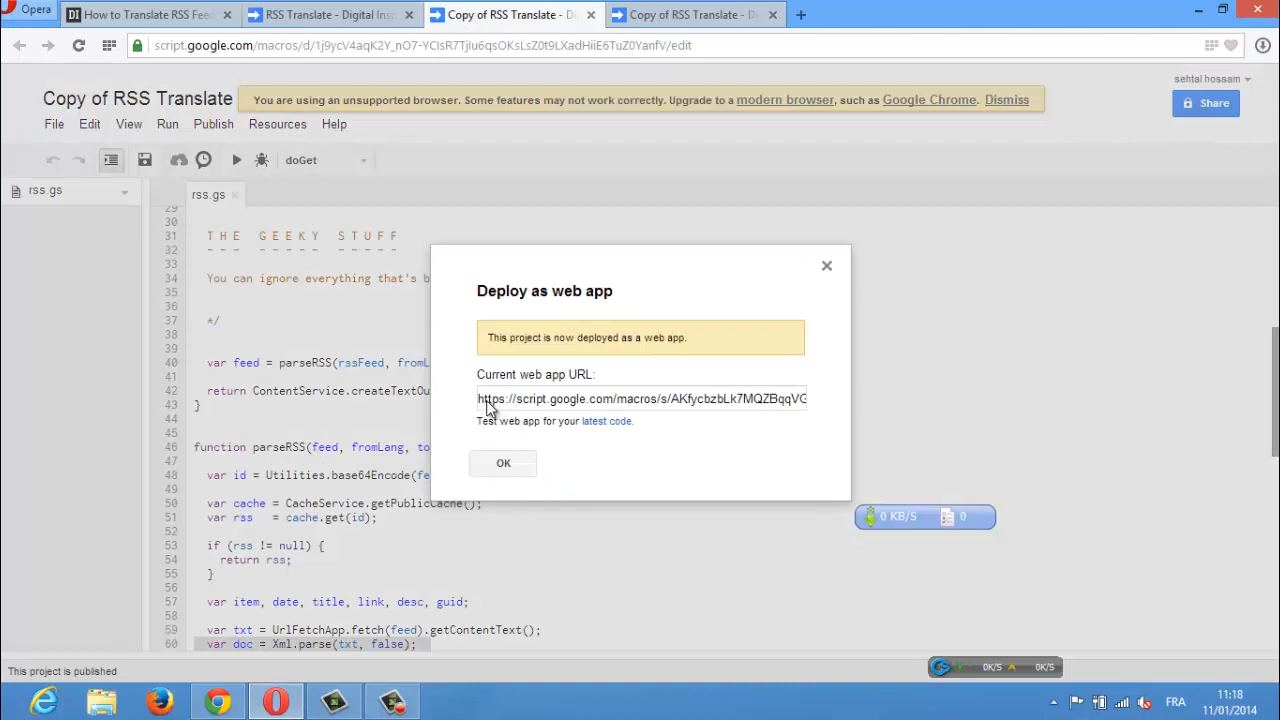 Opera
How to Translate RSS Fee
RSS Translate - Digital Ins
Copy of RSS Translate - D
Copy of RSS Translate - D
script.google.com/macros/d/
/edit
sehtal hossam
Copy of RSS Translate
You are using an unsupported browser. Some features may not work correctly. Upgrade to a modern browser, such as Google Chrome. Dismiss
Share
File Edit View Run Publish Resources Help
doGet
rss.gs
rss.gs
29
30
31 T H E G E E K Y S T U F F
32 - - - - - - - - - - - - -
33
34 You can ignore everything that's b
35
36
37 */
38
39
40 var feed = parseRSS(rssFeed, fromL
41
42 return ContentService.createTextOu
43 }
44
45
46 function parseRSS(feed, fromLang, to
47
48 var id = Utilities.base64Encode(fe
49
50 var cache = CacheService.getPublicCache();
51 var rss = cache.get(id);
52
53 if (rss != null) {
54 return rss;
55 }
56
57 var item, date, title, link, desc, guid;
58
59 var txt = UrlFetchApp.fetch(feed).getContentText();
60 var doc = Xml.parse(txt, false);
Deploy as web app
This project is now deployed as a web app.
Current web app URL:
https://script.google.com/macros/s/AKfycbzbLk7MQZBqqVG
Test web app for your latest code.
OK
0 KB/S 0
This project is published
0K/S 0K/S
FRA
11:18
11/01/2014